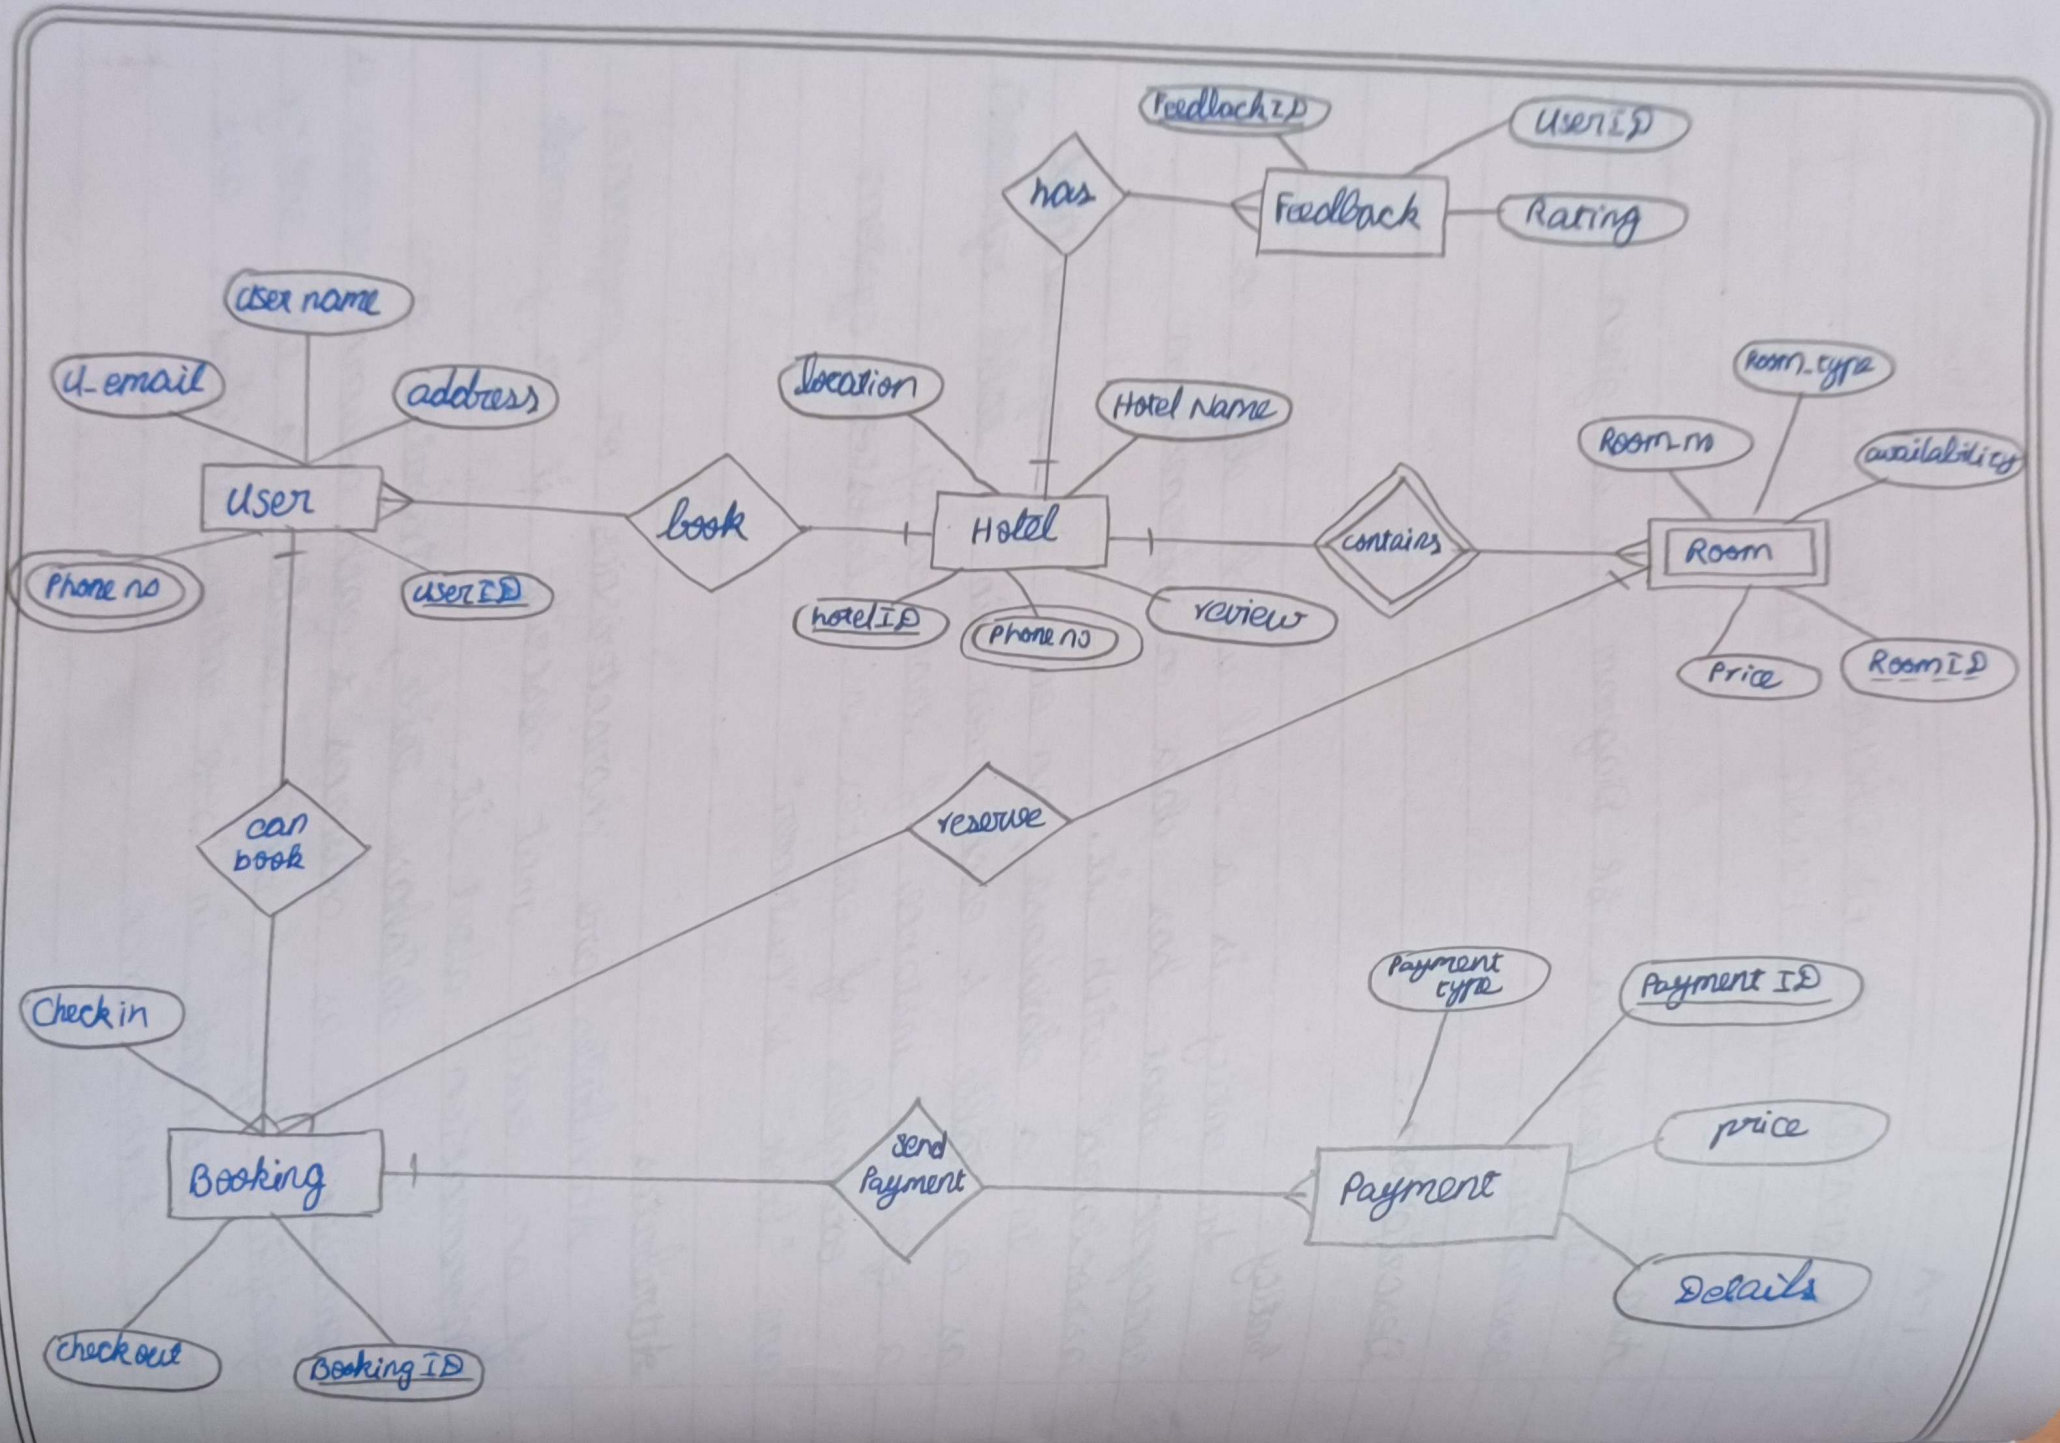 FeedbackID
UserID
has
Feedback
Rating
User name
U_email
address
location
Hotel Name
Room_type
Room_no
availability
User
book
Hotel
contains
Room
Phone no
userID
hotelID
Phone no
review
Price
RoomID
can
book
reserve
Check in
Payment
type
Payment ID
price
Booking
send
Payment
Payment
Details
checkout
Booking ID